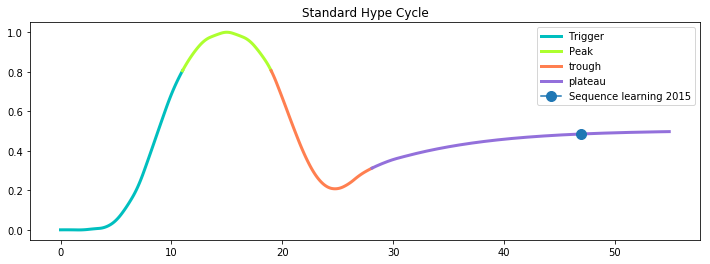 Standard Hype Cycle
Trigger
Peak
trough
plateau
Sequence learning 2015
1.0
0.8
0.6
0.4
0.2
0.0
0
10
20
30
40
50